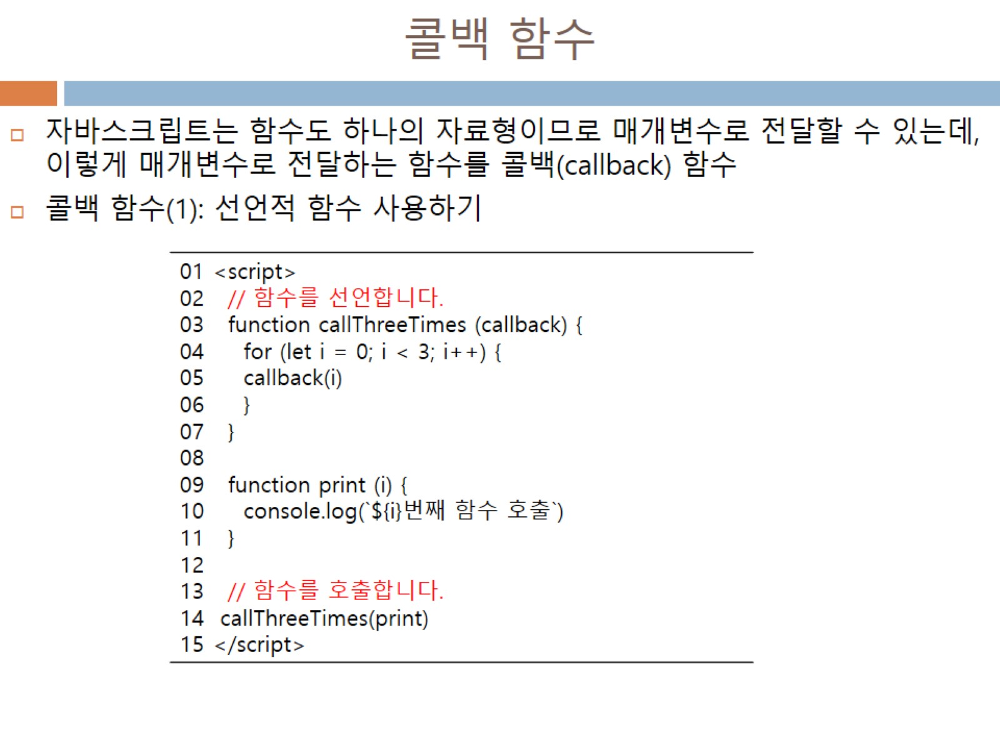 콜백 함수
자바스크립트는 함수도 하나의 자료형이므로 매개변수로 전달할 수 있는데,
이렇게 매개변수로 전달하는 함수를 콜백(callback) 함수
콜백 함수(1): 선언적 함수 사용하기
01 <script>
02 // 함수를 선언합니다.
03 function callThreeTimes (callback) {
04 for (let i = 0; i < 3; i++) {
05 callback(i)
06 }
07 }
08
09 function print (i) {
10 console.log(`${i}번째 함수 호출`)
11 }
12
13 // 함수를 호출합니다.
14 callThreeTimes(print)
15 </script>